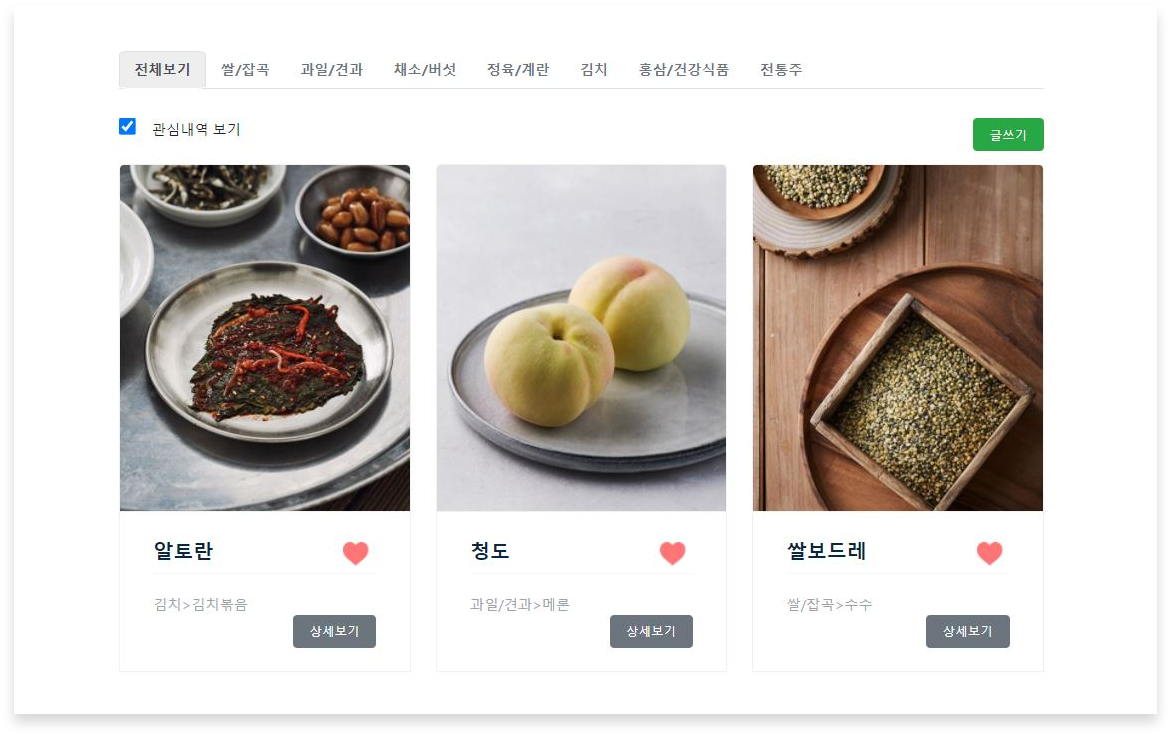 전체보기 쌀/잡곡 과일/견과 채소/버섯 정육/계란 김치 홍삼/건강식품 전통주
관심내역 보기 글쓰기
알토란 청도 쌀보드레
김치>김치볶음 과일/견과>메론 쌀/잡곡>수수
상세보기 상세보기 상세보기